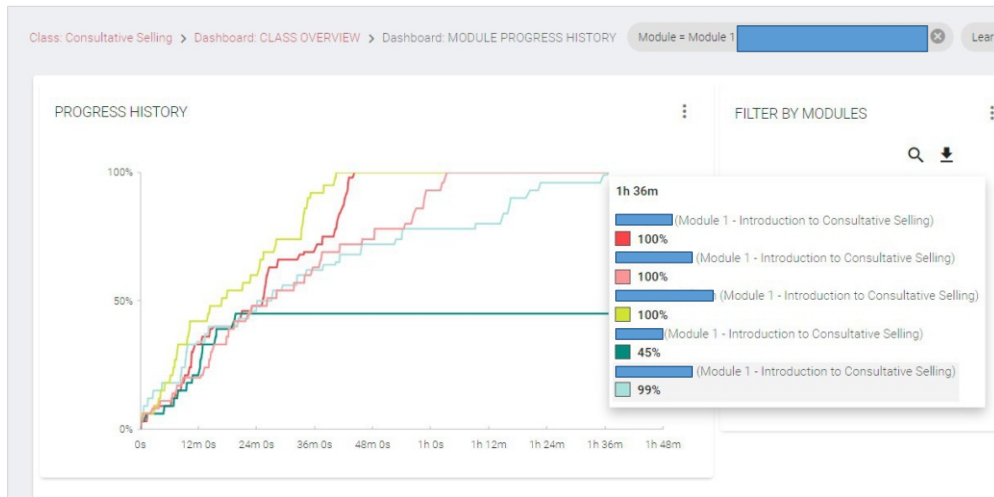 Class: Consultative Selling > Dashboard: CLASS OVERVIEW > Dashboard: MODULE PROGRESS HISTORY Module = Module 1 Lear
PROGRESS HISTORY
FILTER BY MODULES
100%
50%
0%
0s 12m 0s 24m 0s 36m 0s 48m 0s 1h 0s 1h 12m 1h 24m 1h 36m 1h 48m
1h 36m
(Module 1 - Introduction to Consultative Selling)
100%
(Module 1 - Introduction to Consultative Selling)
100%
(Module 1 - Introduction to Consultative Selling)
100%
(Module 1 - Introduction to Consultative Selling)
45%
(Module 1 - Introduction to Consultative Selling)
99%